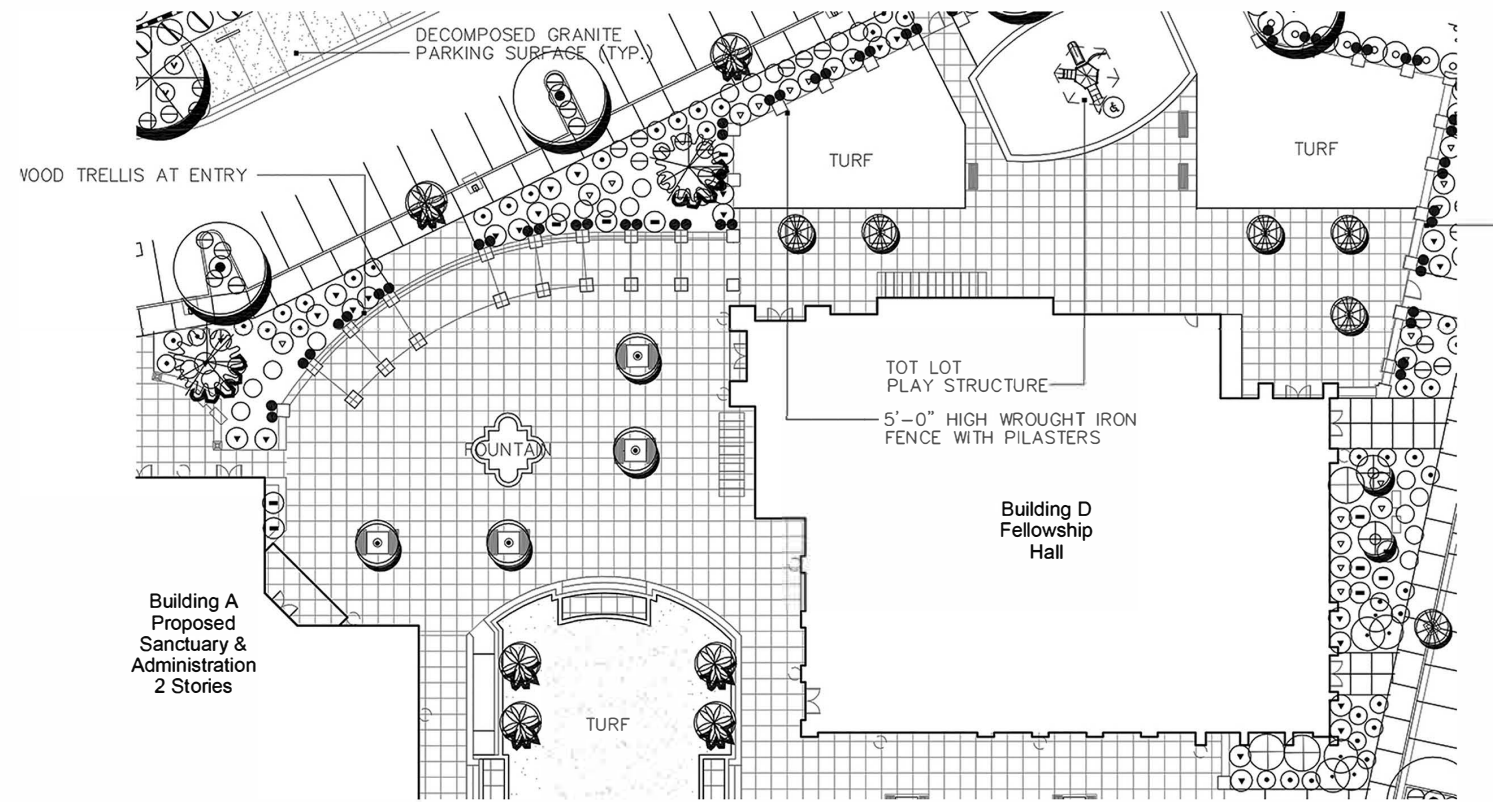 DECOMPOSED GRANITE
PARKING SURFACE (TYP.)
WOOD TRELLIS AT ENTRY
TURF
TURF
TOT LOT
PLAY STRUCTURE
5'-0" HIGH WROUGHT IRON
FENCE WITH PILASTERS
FOUNTAIN
Building D
Fellowship
Hall
Building A
Proposed
Sanctuary &
Administration
2 Stories
TURF